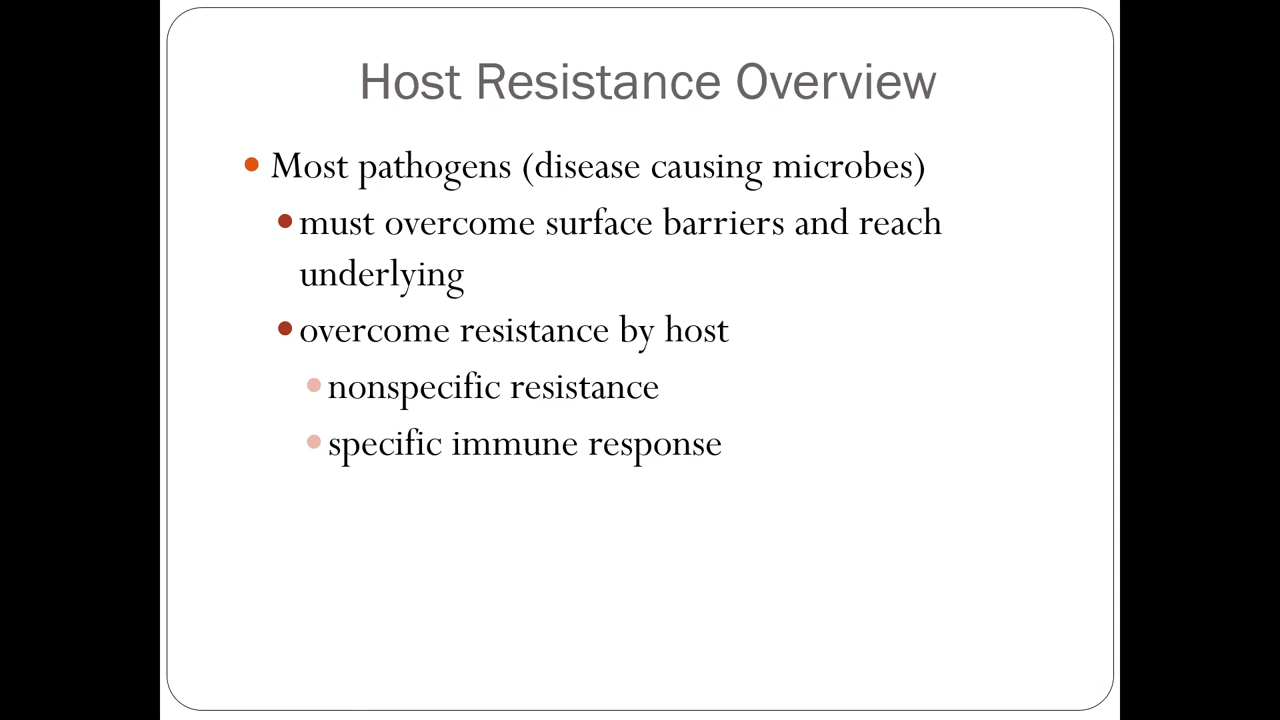 Host Resistance Overview
Most pathogens (disease causing microbes)
must overcome surface barriers and reach
underlying
overcome resistance by host
nonspecific resistance
specific immune response